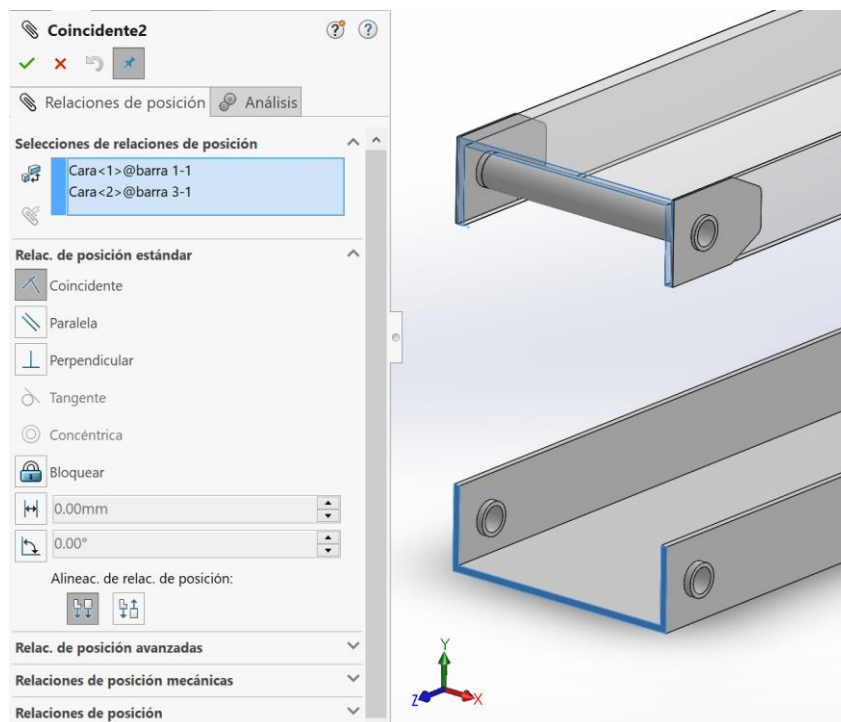 Coincidente2
Relaciones de posición
Análisis
Selecciones de relaciones de posición
Cara<1>@barra 1-1
Cara<2>@barra 3-1
Relac. de posición estándar
Coincidente
Paralela
Perpendicular
Tangente
Concéntrica
Bloquear
0.00mm
0.00°
Alineac. de relac. de posición:
Relac. de posición avanzadas
Relaciones de posición mecánicas
Relaciones de posición
Y
Z
X